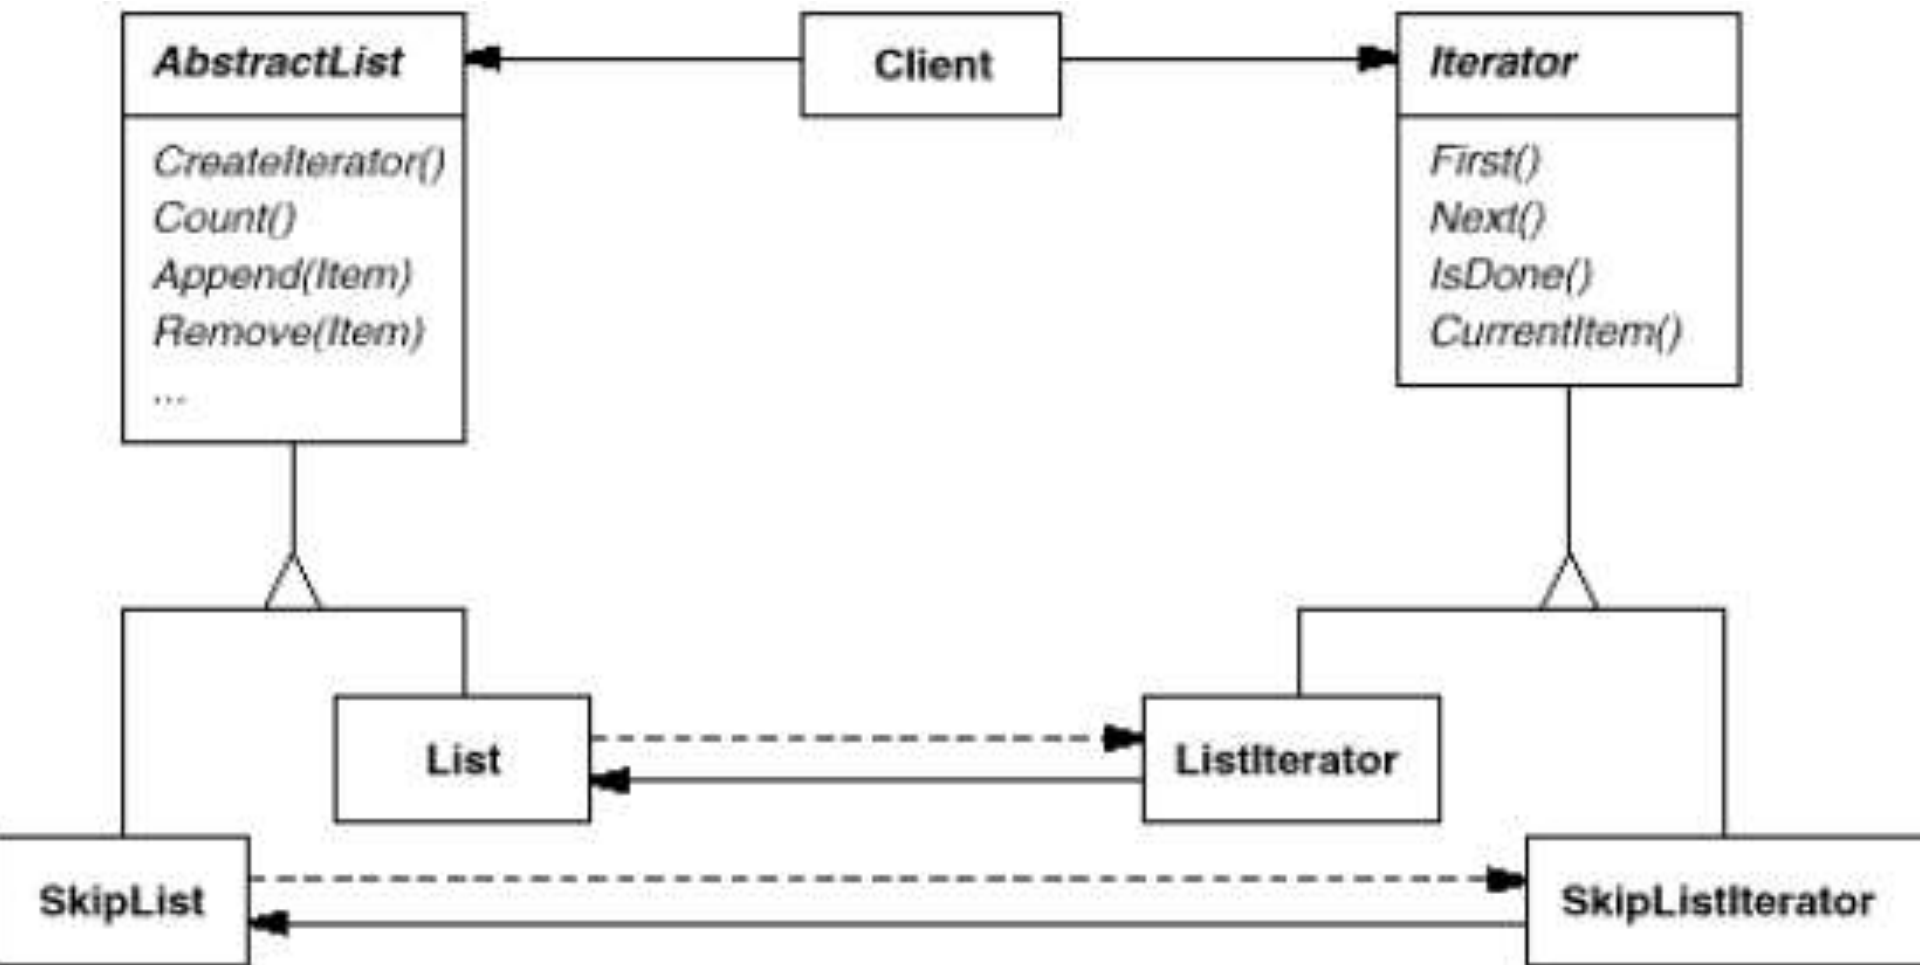 AbstractList
CreateIterator()
Count()
Append(Item)
Remove(Item)
...
Client
Iterator
First()
Next()
IsDone()
CurrentItem()
List
ListIterator
SkipList
SkipListIterator